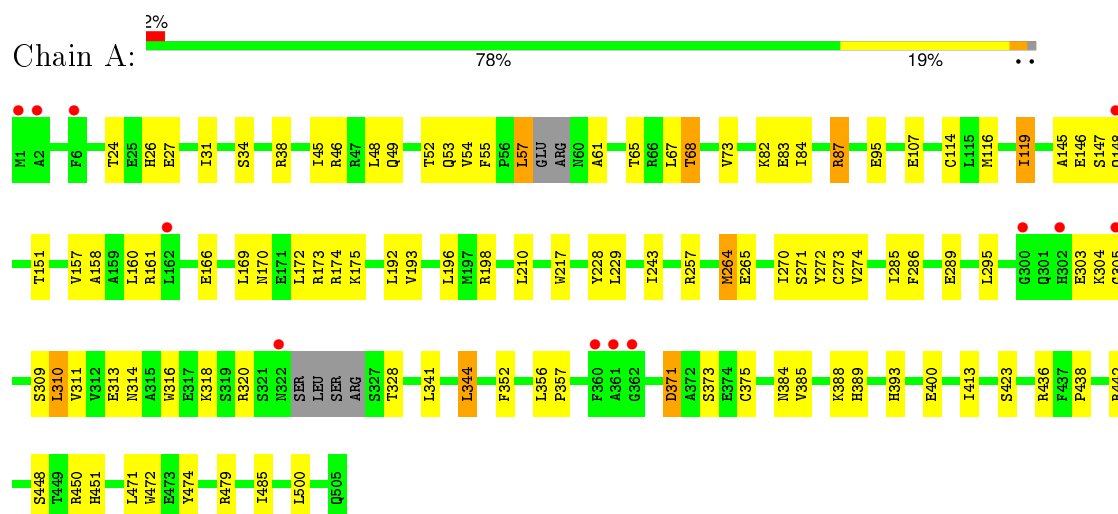 2%
Chain A:
78% 19% • •
M1 A2 F6 T24 E25 H26 E27 I31 S34 R38 I45 R46 R47 L48 Q49 T52 Q53 V54 F55 P56 L57 GLU ARG N60 A61 T65 R66 L67 T68 V73 K82 E83 I84 R87 E95 E107 C114 L115 M116 I119 A145 E146 S147
T151 V157 A158 A159 L160 R161 L162 E166 L169 N170 E171 L172 R173 R174 K175 L192 V193 L196 M197 R198 L210 W217 Y228 L229 I243 R257 M264 E265 I270 S271 Y272 C273 V274 I285 F286 E289 L295 G300 Q301 H302 E303 K304
S309 L310 V311 V312 E313 N314 A315 W316 E317 K318 S319 R320 S321 N322 SER LEU SER ARG S327 T328 L341 L344 F352 L356 P357 F360 A361 G362 D371 A372 S373 E374 C375 N384 V385 K388 H389 H393 E400 I413 S423 R436 F437 P438
S448 T449 R450 H451 L471 W472 E473 Y474 R479 I485 L500 Q505